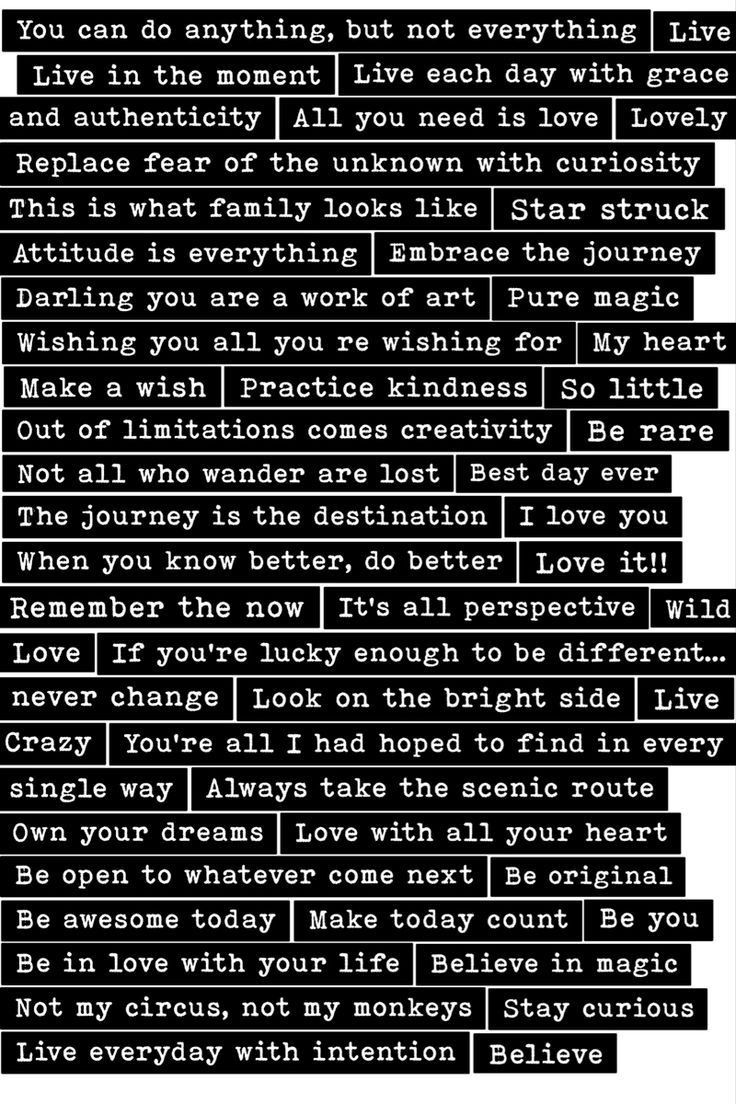 You can do anything, but not everything Live
Live in the moment Live each day with grace
and authenticity All you need is love Lovely
Replace fear of the unknown with curiosity
This is what family looks like Star struck
Attitude is everything Embrace the journey
Darling you are a work of art Pure magic
Wishing you all you re wishing for My heart
Make a wish Practice kindness So little
Out of limitations comes creativity Be rare
Not all who wander are lost Best day ever
The journey is the destination I love you
When you know better, do better Love it!!
Remember the now It's all perspective Wild
Love If you're lucky enough to be different...
never change Look on the bright side Live
Crazy You're all I had hoped to find in every
single way Always take the scenic route
Own your dreams Love with all your heart
Be open to whatever come next Be original
Be awesome today Make today count Be you
Be in love with your life Believe in magic
Not my circus, not my monkeys Stay curious
Live everyday with intention Believe